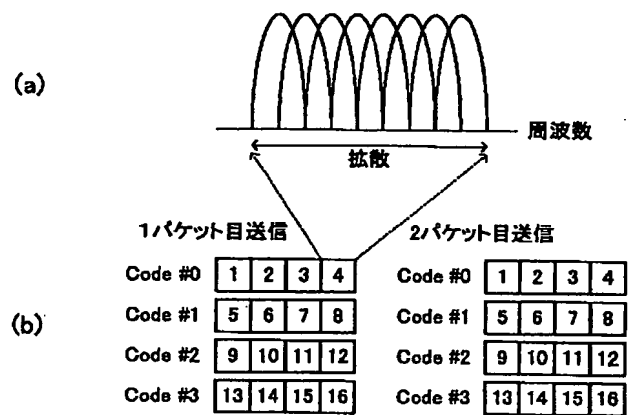 (a)
周波数
拡散
1パケット目送信 2パケット目送信
(b)
Code #0 1 2 3 4 Code #0 1 2 3 4
Code #1 5 6 7 8 Code #1 5 6 7 8
Code #2 9 10 11 12 Code #2 9 10 11 12
Code #3 13 14 15 16 Code #3 13 14 15 16